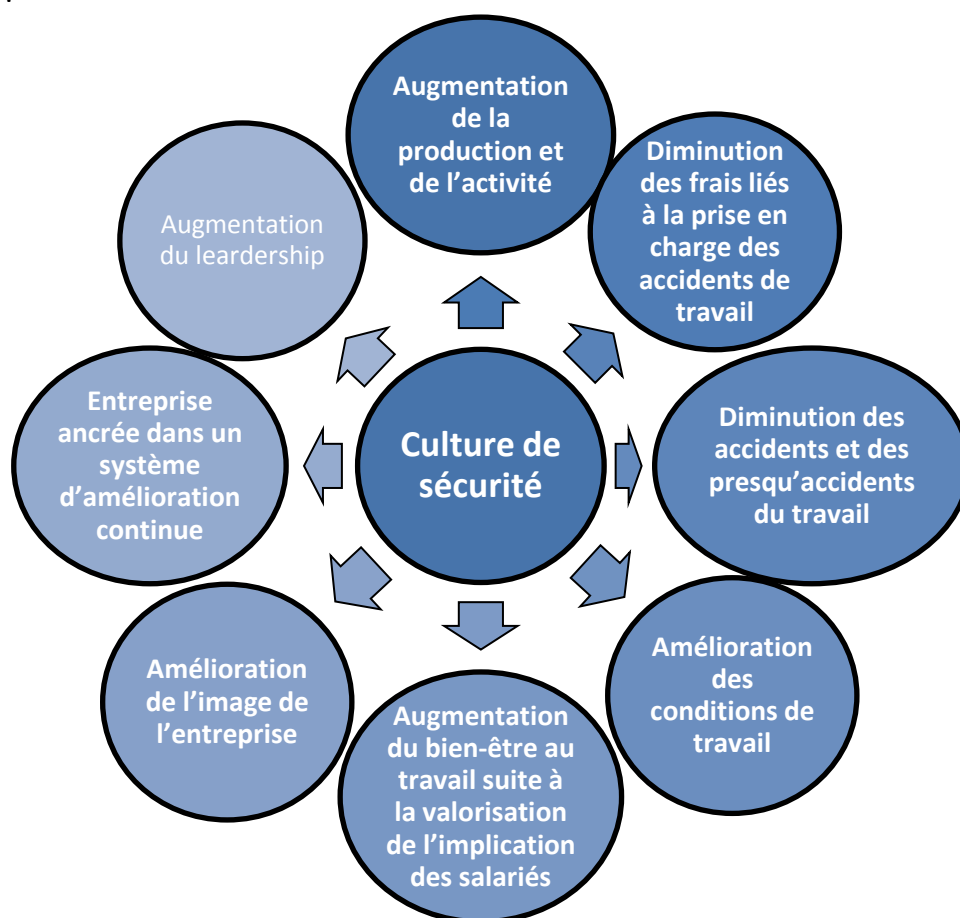 Augmentation
de la
production et
de l’activité
Diminution
des frais liés
à la prise en
charge des
accidents de
travail
Diminution des
accidents et des
presqu’accidents
du travail
Amélioration
des
conditions de
travail
Augmentation
du bien-être au
travail suite à
la valorisation
de l’implication
des salariés
Amélioration
de l’image de
l’entreprise
Entreprise
ancrée dans un
système
d’amélioration
continue
Augmentation
du leardership
Culture de
sécurité